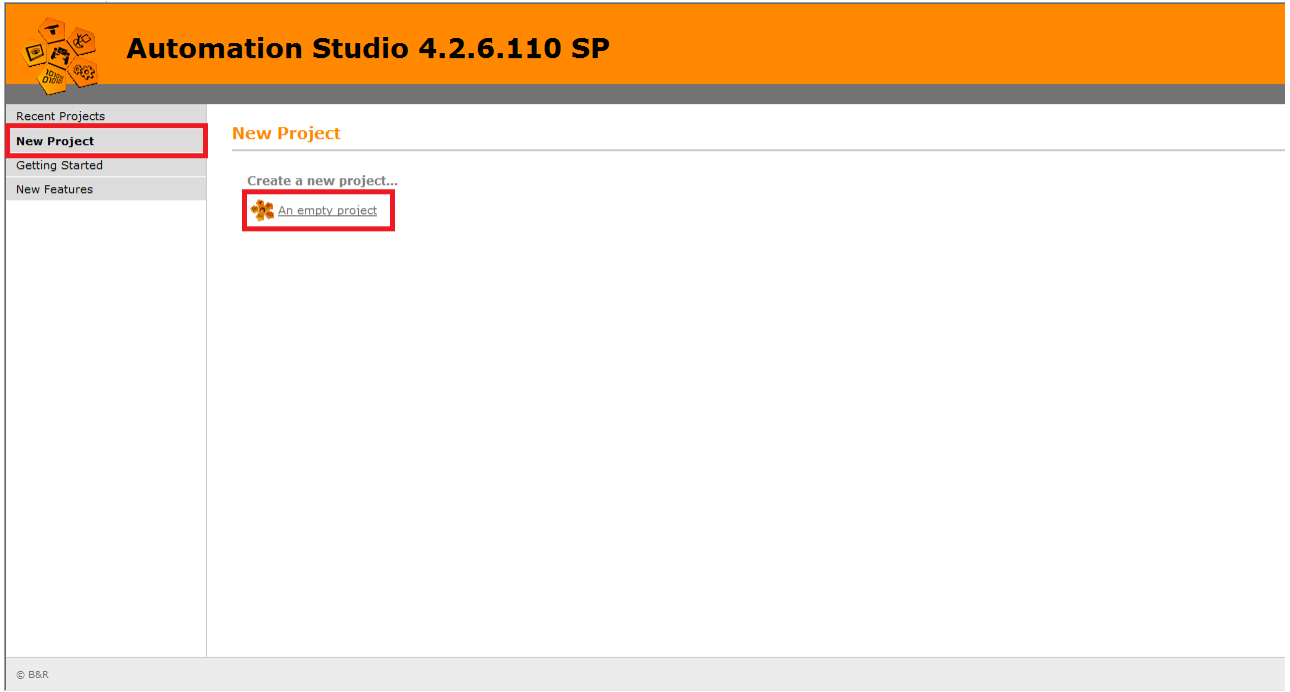 Automation Studio 4.2.6.110 SP
Recent Projects
New Project
Getting Started
New Features
New Project
Create a new project...
An empty project
© B&R